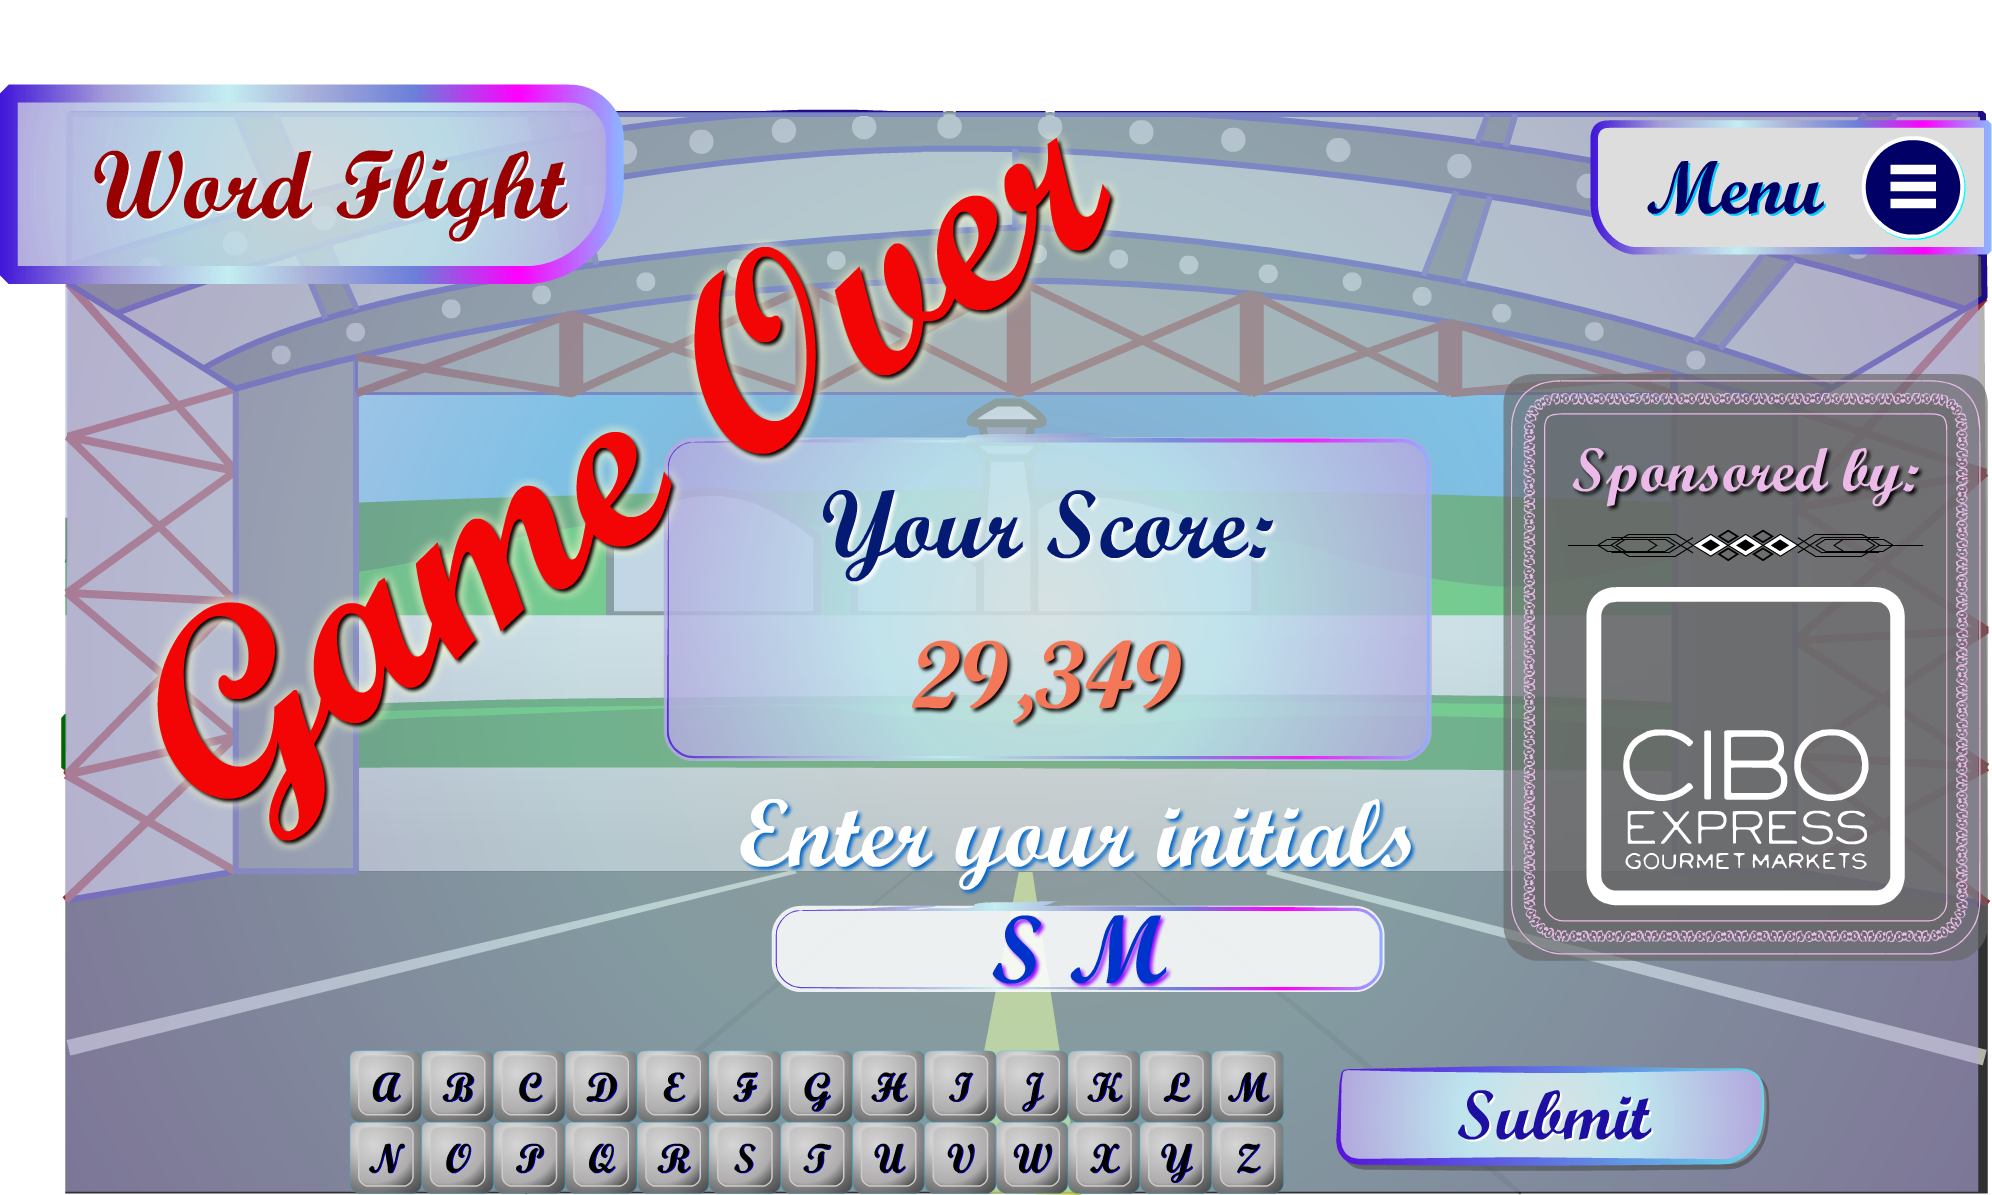 Word Flight
Menu
Game Over
Your Score:
29,349
Sponsored by:
CIBO
EXPRESS
GOURMET MARKETS
Enter your initials
S M
A B C D E F G H I J K L M
N O P Q R S T U V W X Y Z
Submit